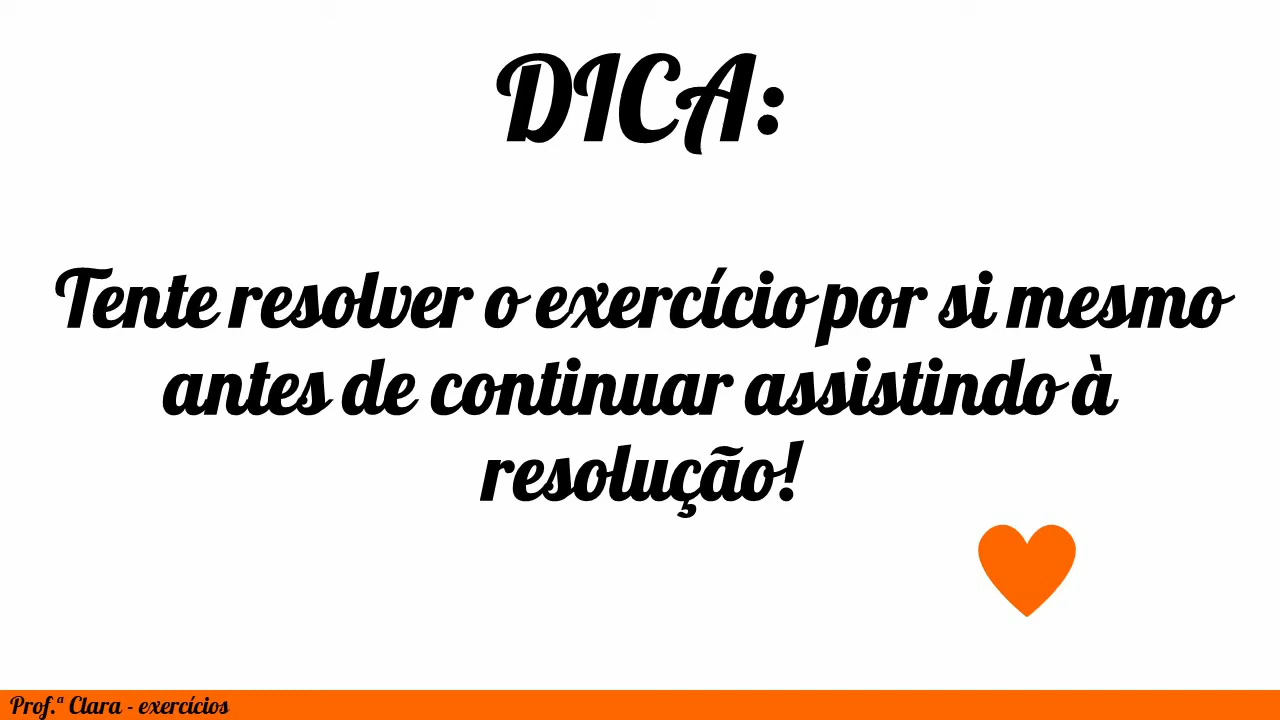 DICA:
Tente resolver o exercício por si mesmo
antes de continuar assistindo à
resolução!
Prof.ª Clara - exercícios